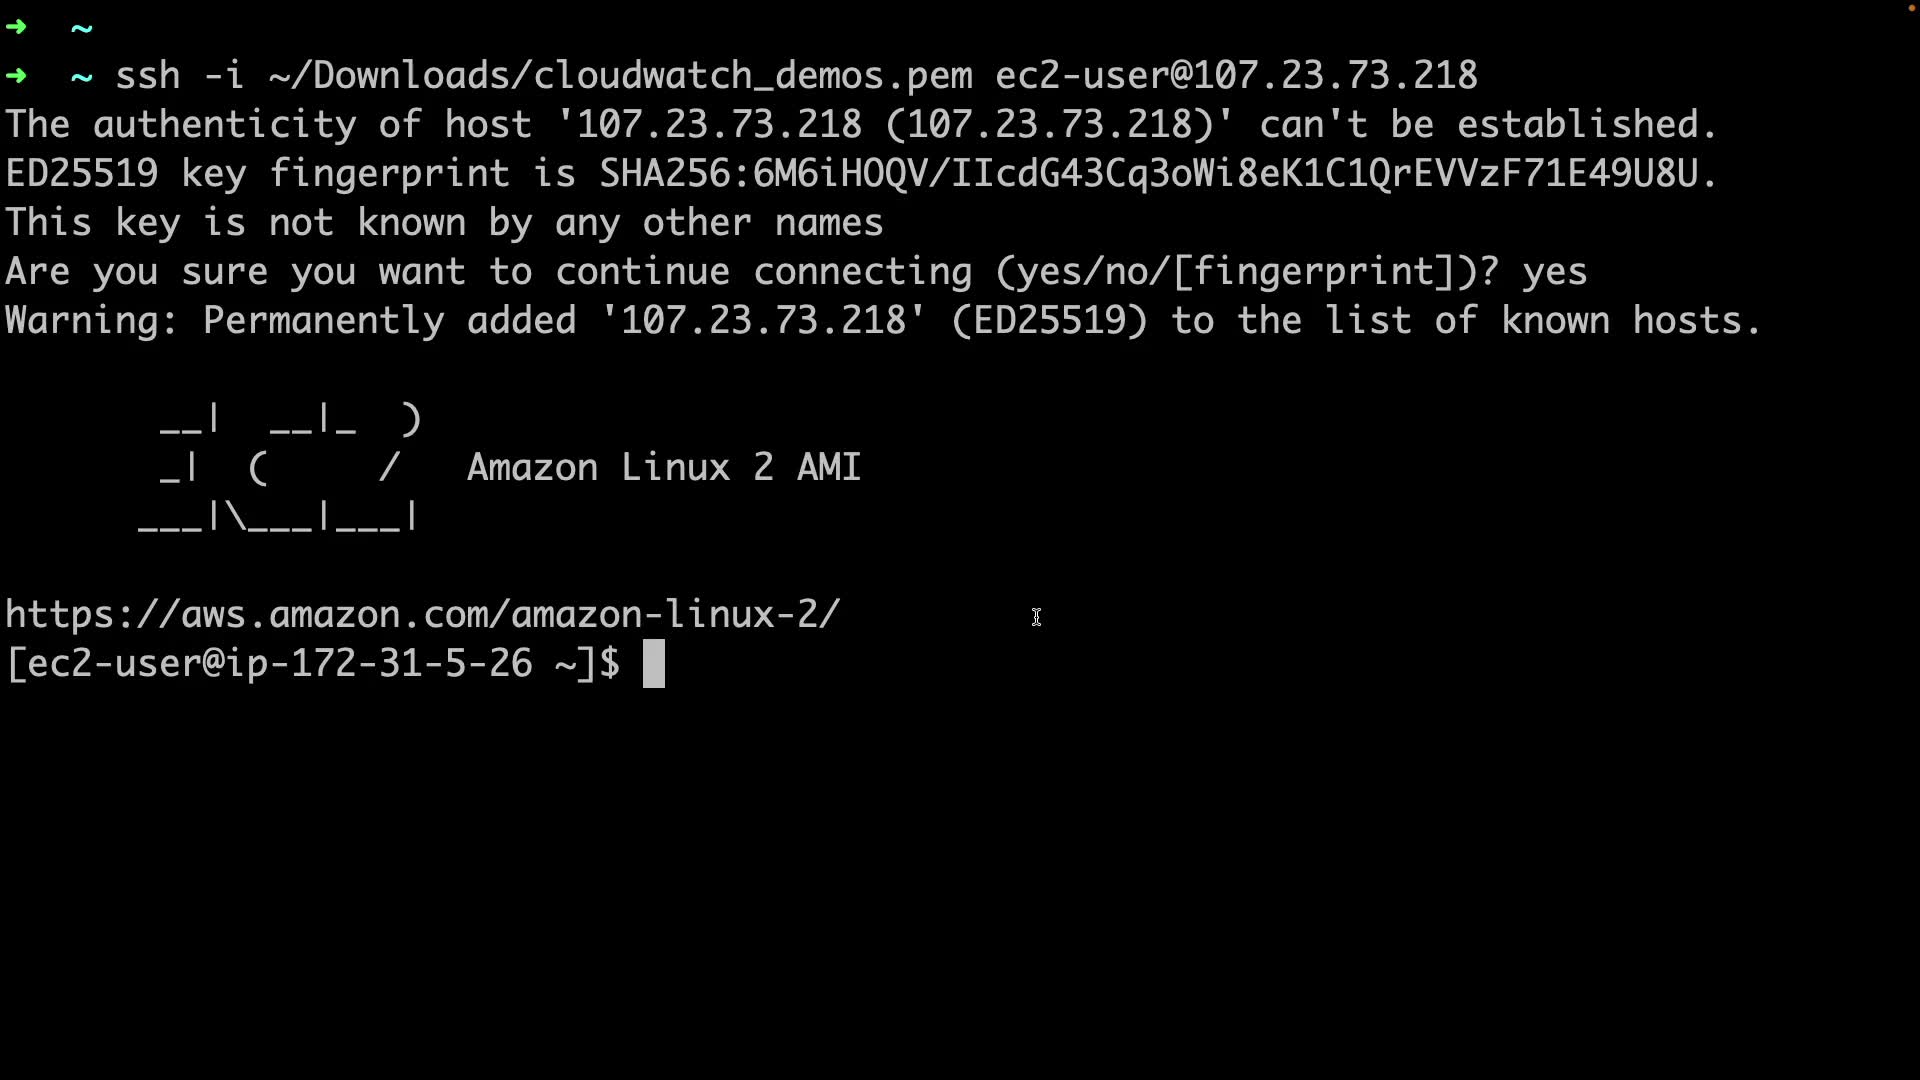 ➜  ~
➜  ~ ssh -i ~/Downloads/cloudwatch_demos.pem ec2-user@107.23.73.218
The authenticity of host '107.23.73.218 (107.23.73.218)' can't be established.
ED25519 key fingerprint is SHA256:6M6iHOQV/IIcdG43Cq3oWi8eK1C1QrEVVzF71E49U8U.
This key is not known by any other names
Are you sure you want to continue connecting (yes/no/[fingerprint])? yes
Warning: Permanently added '107.23.73.218' (ED25519) to the list of known hosts.

       __|  __|_  )
       _|  (     /   Amazon Linux 2 AMI
      ___|\___|___|

https://aws.amazon.com/amazon-linux-2/
[ec2-user@ip-172-31-5-26 ~]$